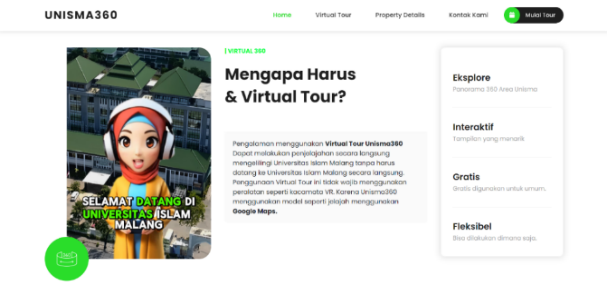 UNISMA360
Home
Virtual Tour
Property Details
Kontak Kami
Mulai Tour
| VIRTUAL 360
Mengapa Harus
& Virtual Tour?
Pengalaman menggunakan Virtual Tour Unisma360
Dapat melakukan penjelajahan secara langsung
mengelilingi Universitas Islam Malang tanpa harus
datang ke Universitas Islam Malang secara langsung.
Penggunaan Virtual Tour ini tidak wajib menggunakan
peralatan seperti kacamata VR. Karena Unisma360
menggunakan model seperti jelajah menggunakan
Google Maps.
SELAMAT DATANG DI
UNIVERSITAS ISLAM
MALANG
Eksplore
Panorama 360 Area Unisma
Interaktif
Tampilan yang menarik
Gratis
Gratis digunakan untuk umum.
Fleksibel
Bisa dilakukan dimana saja.